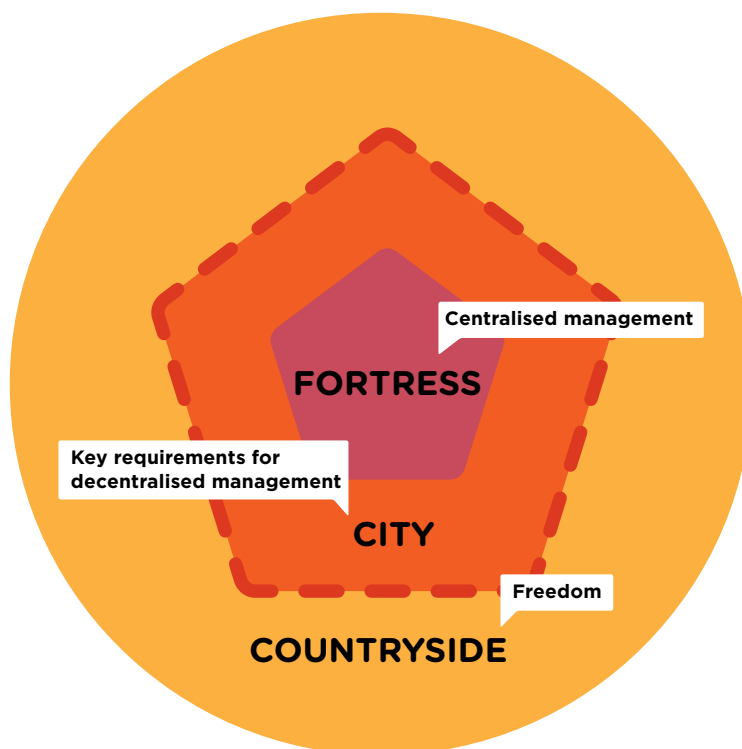 Centralised management
FORTRESS
Key requirements for
decentralised management
CITY
Freedom
COUNTRYSIDE